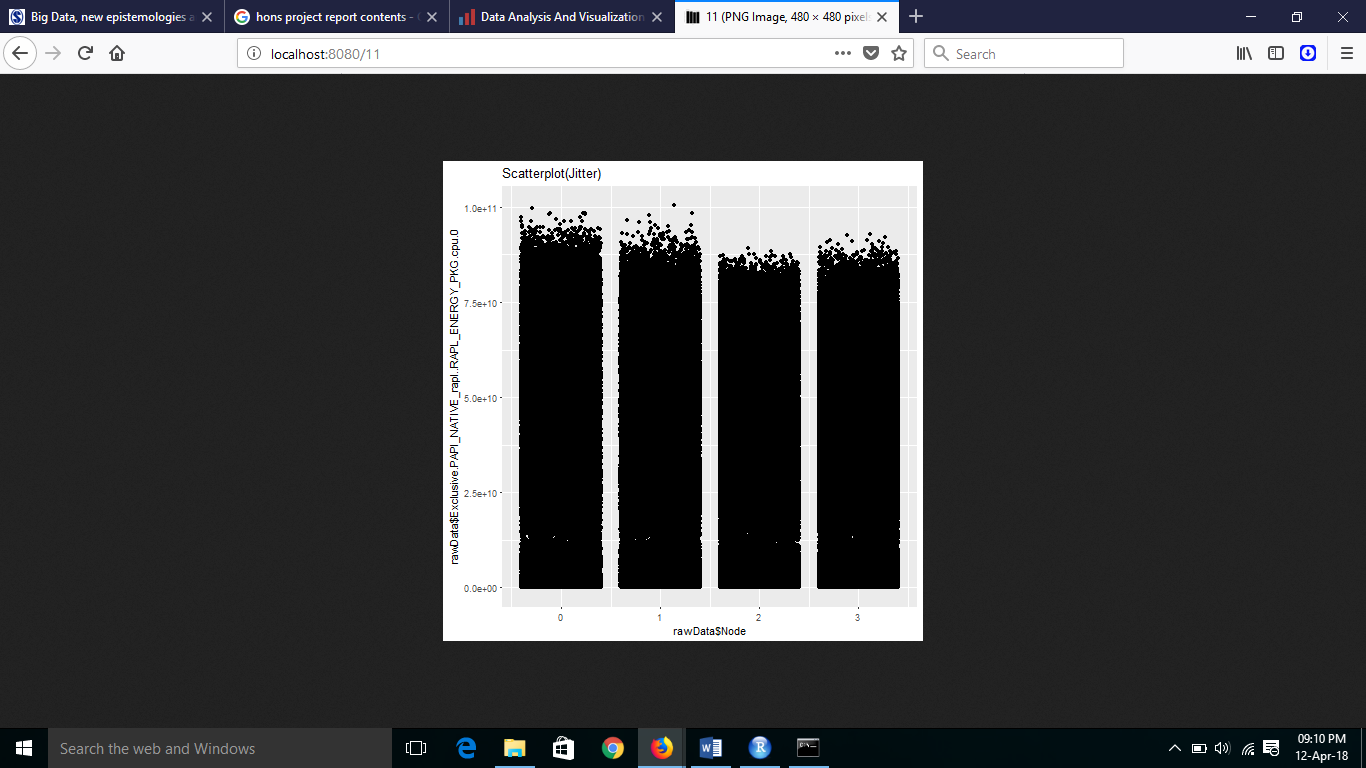 Big Data, new epistemologies a
hons project report contents - G
Data Analysis And Visualization
11 (PNG Image, 480 × 480 pixels
localhost:8080/11
Search
Scatterplot(Jitter)
1.0e+11
7.5e+10
5.0e+10
2.5e+10
0.0e+00
rawData$Exclusive.PAPI_NATIVE_rapl..RAPL_ENERGY_PKG.cpu.0
0 1 2 3
rawData$Node
Search the web and Windows
09:10 PM
12-Apr-18